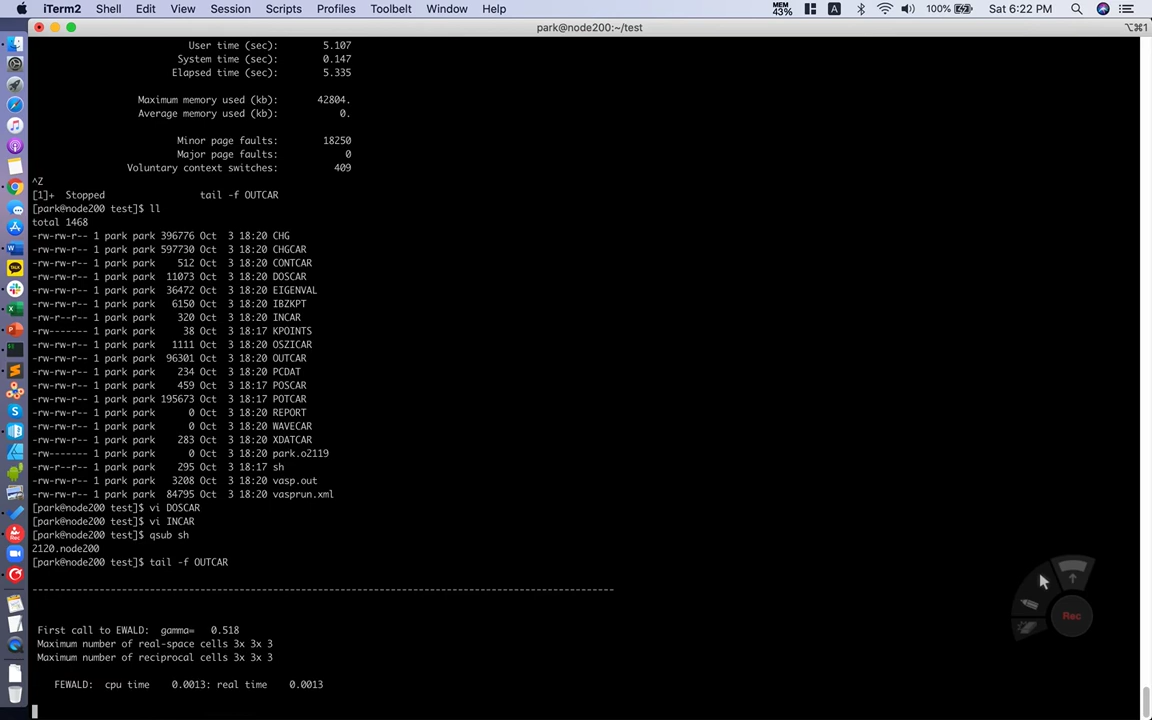 iTerm2 Shell Edit View Session Scripts Profiles Toolbelt Window Help MEM 43% A 100% Sat 6:22 PM
park@node200:~/test ⌥⌘1
User time (sec): 5.107
System time (sec): 0.147
Elapsed time (sec): 5.335
Maximum memory used (kb): 42804.
Average memory used (kb): 0.
Minor page faults: 18250
Major page faults: 0
Voluntary context switches: 409
^Z
[1]+ Stopped tail -f OUTCAR
[park@node200 test]$ ll
total 1468
-rw-rw-r-- 1 park park 396776 Oct 3 18:20 CHG
-rw-rw-r-- 1 park park 597730 Oct 3 18:20 CHGCAR
-rw-rw-r-- 1 park park 512 Oct 3 18:20 CONTCAR
-rw-rw-r-- 1 park park 11073 Oct 3 18:20 DOSCAR
-rw-rw-r-- 1 park park 36472 Oct 3 18:20 EIGENVAL
-rw-rw-r-- 1 park park 6150 Oct 3 18:20 IBZKPT
-rw-r--r-- 1 park park 320 Oct 3 18:20 INCAR
-rw------- 1 park park 38 Oct 3 18:17 KPOINTS
-rw-rw-r-- 1 park park 1111 Oct 3 18:20 OSZICAR
-rw-rw-r-- 1 park park 96301 Oct 3 18:20 OUTCAR
-rw-rw-r-- 1 park park 234 Oct 3 18:20 PCDAT
-rw-rw-r-- 1 park park 459 Oct 3 18:17 POSCAR
-rw-rw-r-- 1 park park 195673 Oct 3 18:17 POTCAR
-rw-rw-r-- 1 park park 0 Oct 3 18:20 REPORT
-rw-rw-r-- 1 park park 0 Oct 3 18:20 WAVECAR
-rw-rw-r-- 1 park park 283 Oct 3 18:20 XDATCAR
-rw------- 1 park park 0 Oct 3 18:20 park.o2119
-rw-r--r-- 1 park park 295 Oct 3 18:17 sh
-rw-rw-r-- 1 park park 3208 Oct 3 18:20 vasp.out
-rw-rw-r-- 1 park park 84795 Oct 3 18:20 vasprun.xml
[park@node200 test]$ vi DOSCAR
[park@node200 test]$ vi INCAR
[park@node200 test]$ qsub sh
2120.node200
[park@node200 test]$ tail -f OUTCAR
--------------------------------------------------------------------------------------------------------
First call to EWALD: gamma= 0.518
Maximum number of real-space cells 3x 3x 3
Maximum number of reciprocal cells 3x 3x 3
FEWALD: cpu time 0.0013: real time 0.0013
Rec